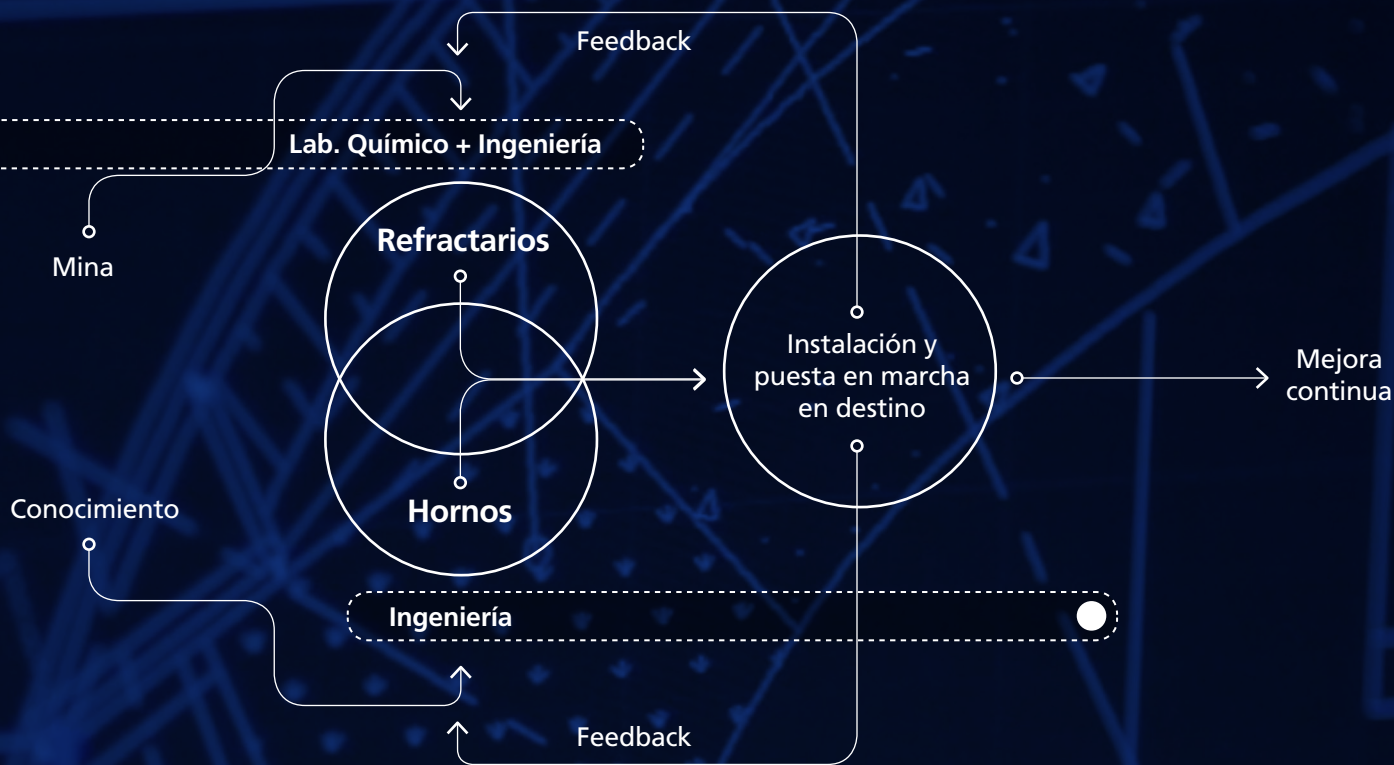 Feedback
Lab. Químico + Ingeniería
Refractarios
Mina
Instalación y
puesta en marcha
en destino
Mejora
continua
Conocimiento
Hornos
Ingeniería
Feedback